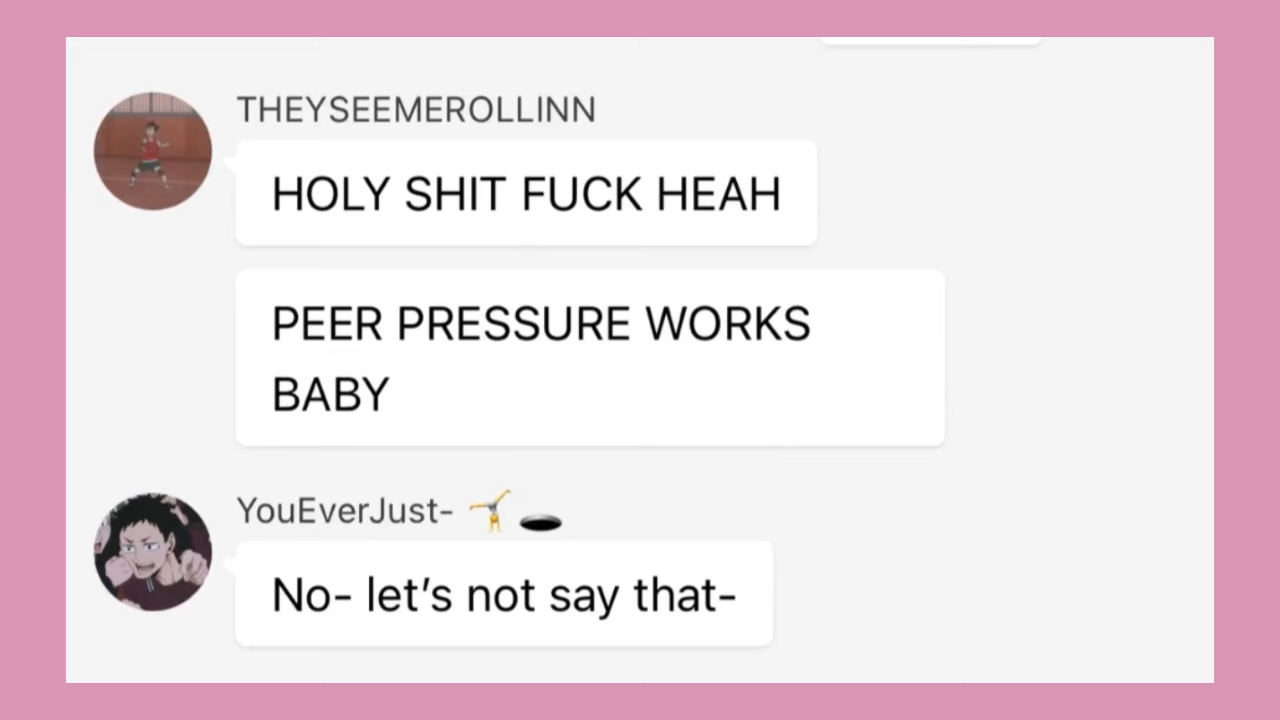 THEYSEEMEROLLINN
HOLY SHIT FUCK HEAH
PEER PRESSURE WORKS
BABY
YouEverJust- 🤸🕳️
No- let’s not say that-